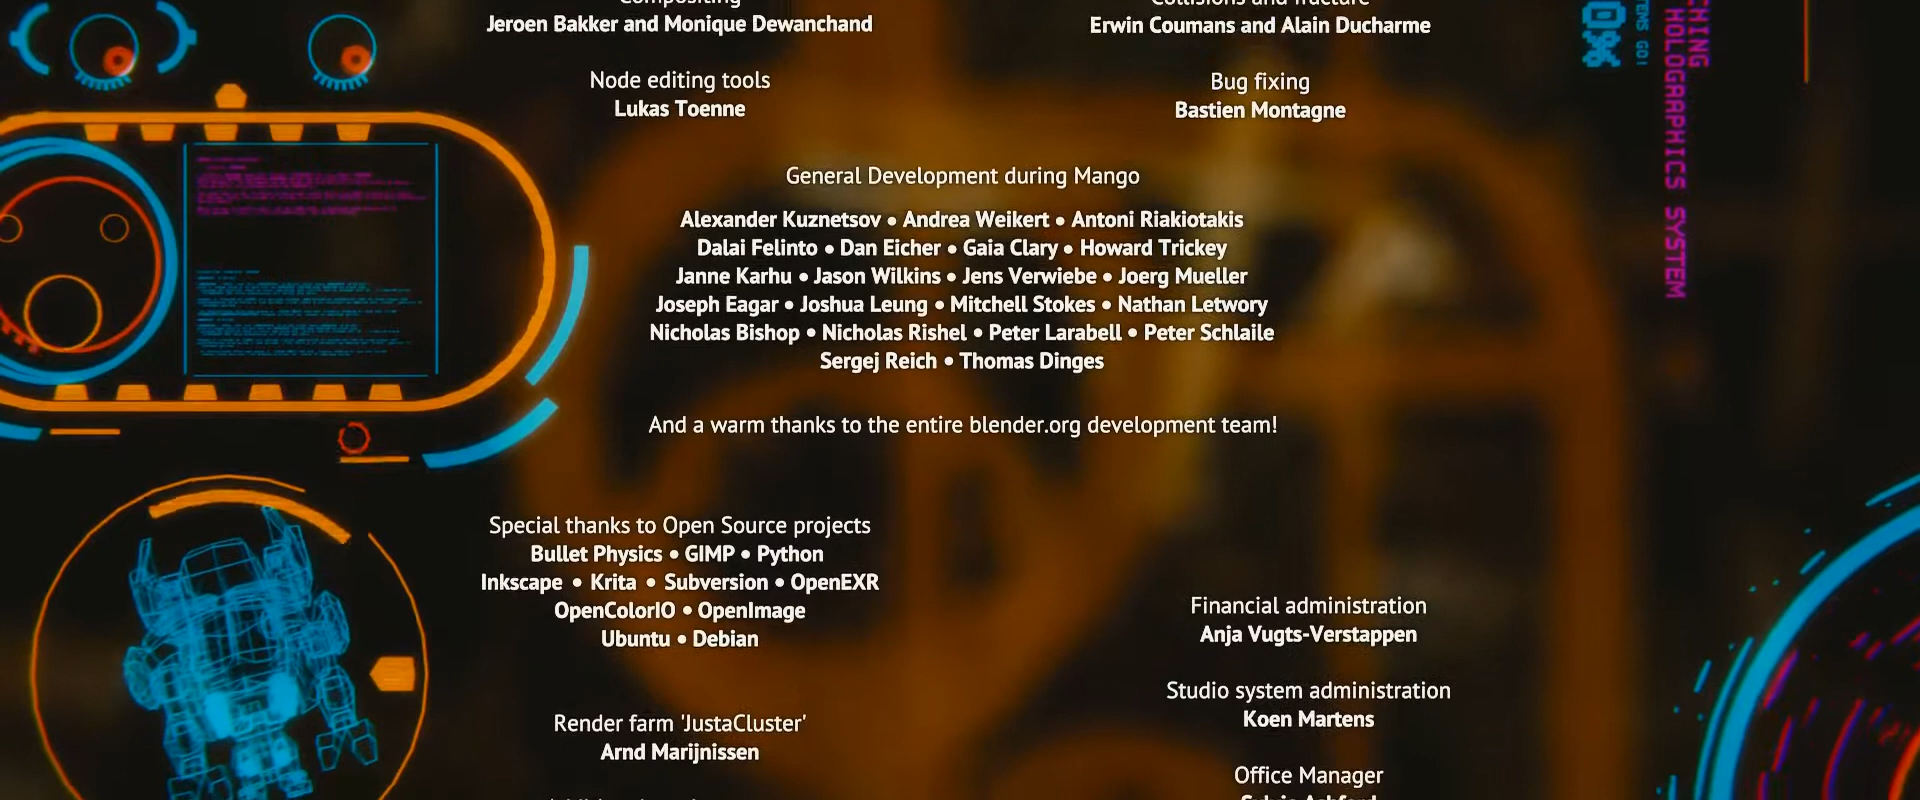 Compositing
Jeroen Bakker and Monique Dewanchand
Node editing tools
Lukas Toenne
Collisions and fracture
Erwin Coumans and Alain Ducharme
Bug fixing
Bastien Montagne
General Development during Mango
Alexander Kuznetsov • Andrea Weikert • Antoni Riakiotakis
Dalai Felinto • Dan Eicher • Gaia Clary • Howard Trickey
Janne Karhu • Jason Wilkins • Jens Verwiebe • Joerg Mueller
Joseph Eagar • Joshua Leung • Mitchell Stokes • Nathan Letwory
Nicholas Bishop • Nicholas Rishel • Peter Larabell • Peter Schlaile
Sergej Reich • Thomas Dinges
And a warm thanks to the entire blender.org development team!
Special thanks to Open Source projects
Bullet Physics • GIMP • Python
Inkscape • Krita • Subversion • OpenEXR
OpenColorIO • OpenImage
Ubuntu • Debian
Render farm 'JustaCluster'
Arnd Marijnissen
Financial administration
Anja Vugts-Verstappen
Studio system administration
Koen Martens
Office Manager
HOLOGRAPHICS SYSTEM